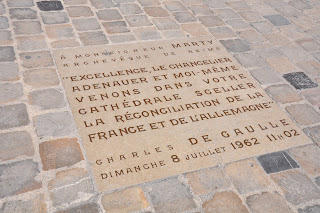 A MONSEIGNEUR MARTY
ARCHEVÊQUE DE REIMS
"EXCELLENCE, LE CHANCELIER
ADENAUER ET MOI-MÊME
VENONS DANS VOTRE
CATHÉDRALE SCELLER
LA RÉCONCILIATION DE LA
FRANCE ET DE L'ALLEMAGNE"
CHARLES DE GAULLE
DIMANCHE 8 JUILLET 1962 11H02